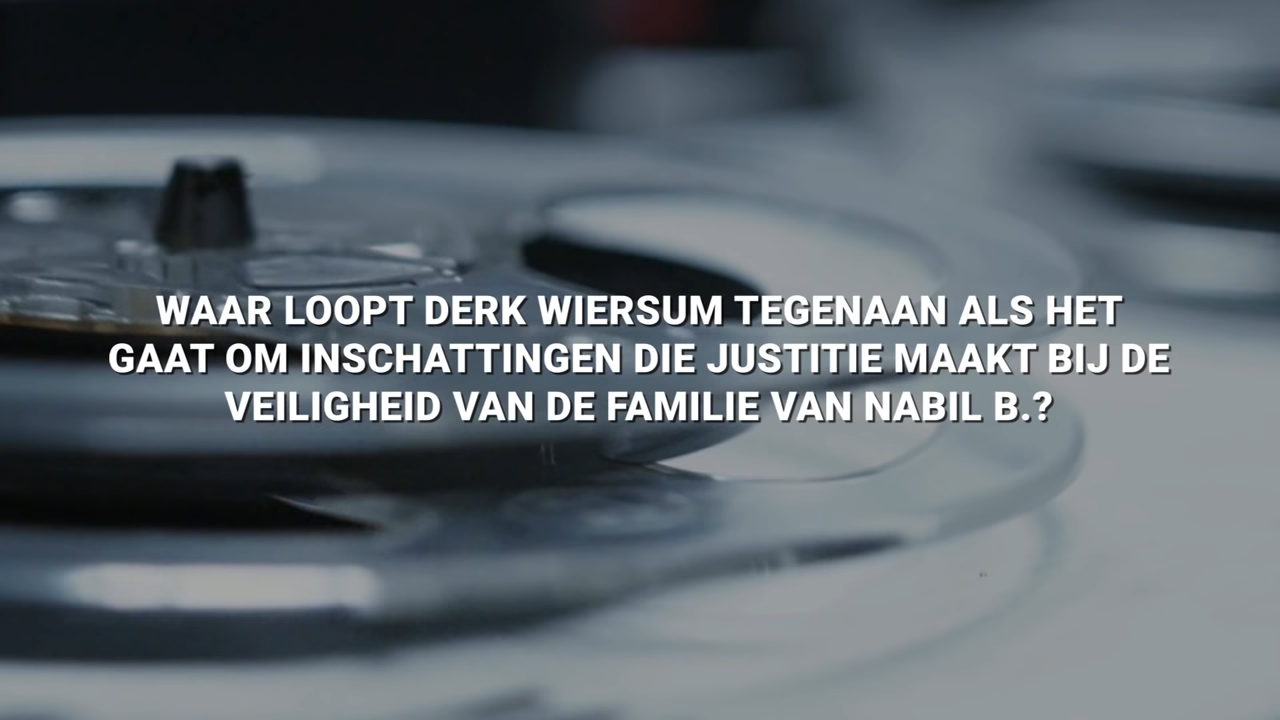 WAAR LOOPT DERK WIERSUM TEGENAAN ALS HET
GAAT OM INSCHATTINGEN DIE JUSTITIE MAAKT BIJ DE
VEILIGHEID VAN DE FAMILIE VAN NABIL B.?